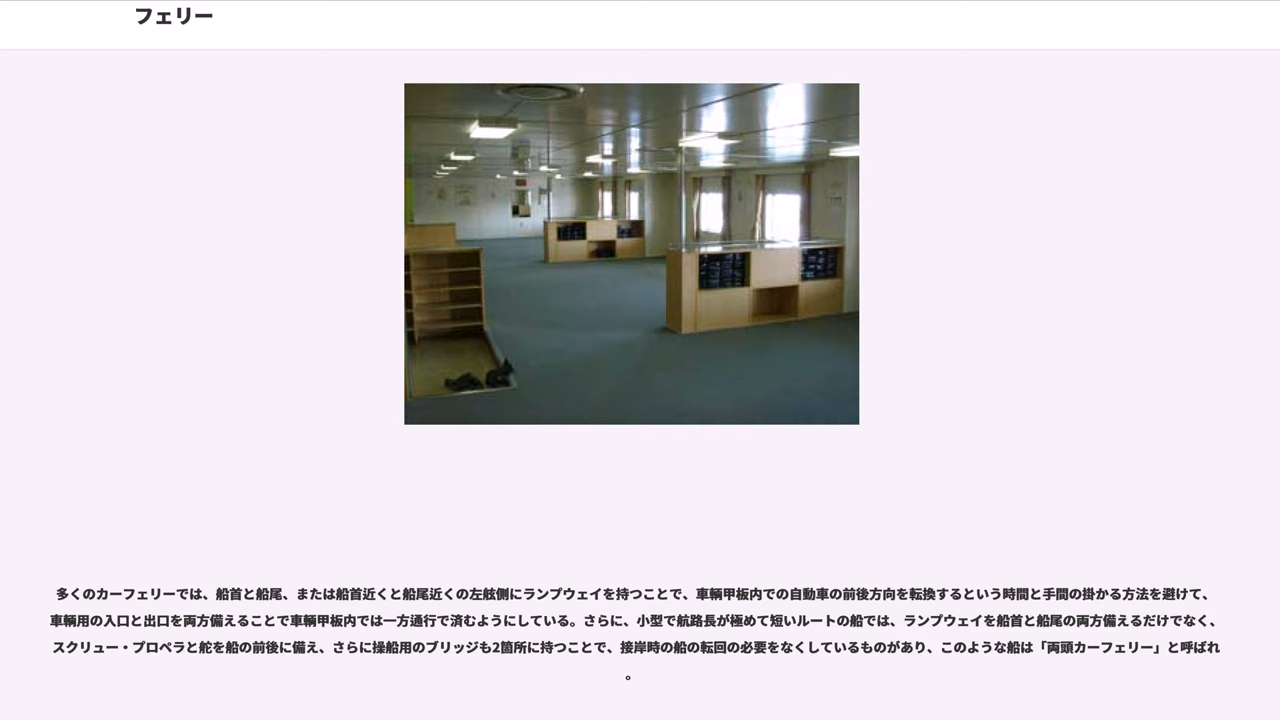 フェリー
多くのカーフェリーでは、船首と船尾、または船首近くと船尾近くの左舷側にランプウェイを持つことで、車輌甲板内での自動車の前後方向を転換するという時間と手間の掛かる方法を避けて、
車輌用の入口と出口を両方備えることで車輌甲板内では一方通行で済むようにしている。さらに、小型で航路長が極めて短いルートの船では、ランプウェイを船首と船尾の両方備えるだけでなく、
スクリュー・プロペラと舵を船の前後に備え、さらに操船用のブリッジも2箇所に持つことで、接岸時の船の転回の必要をなくしているものがあり、このような船は「両頭カーフェリー」と呼ばれ
。